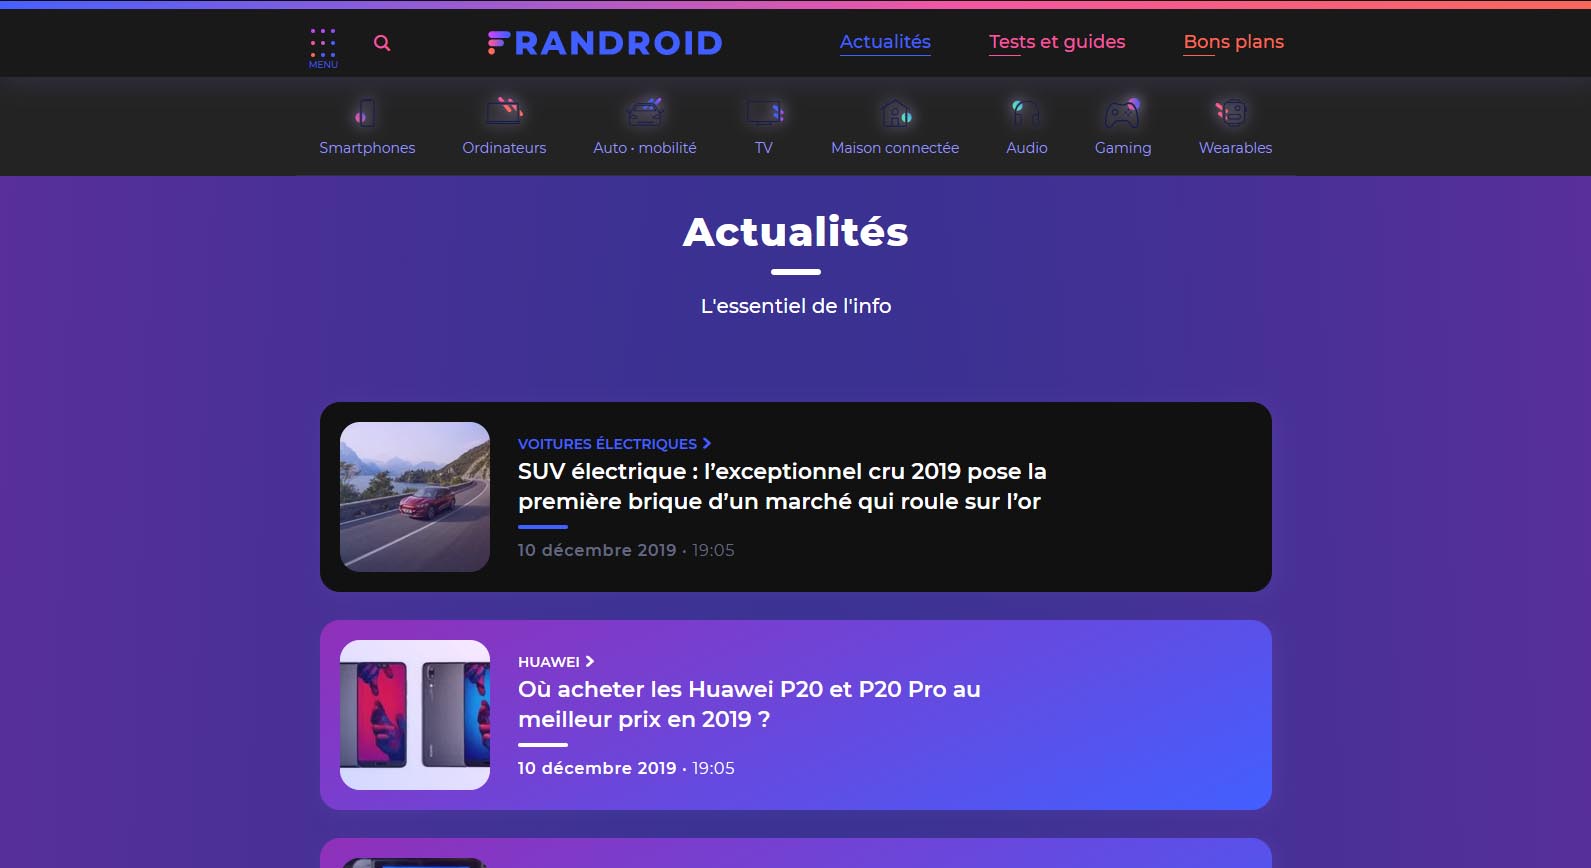 MENU
FRANDROID
Actualités
Tests et guides
Bons plans
Smartphones
Ordinateurs
Auto • mobilité
TV
Maison connectée
Audio
Gaming
Wearables
Actualités
L'essentiel de l'info
VOITURES ÉLECTRIQUES
SUV électrique : l’exceptionnel cru 2019 pose la
première brique d’un marché qui roule sur l’or
10 décembre 2019 • 19:05
HUAWEI
Où acheter les Huawei P20 et P20 Pro au
meilleur prix en 2019 ?
10 décembre 2019 • 19:05